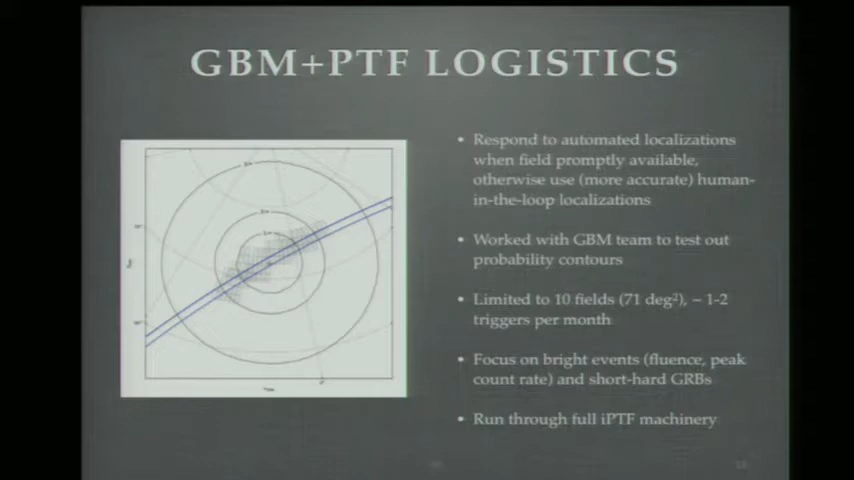 GBM+PTF LOGISTICS
• Respond to automated localizations
when field promptly available,
otherwise use (more accurate) human-
in-the-loop localizations
• Worked with GBM team to test out
probability contours
• Limited to 10 fields (71 deg²), ~ 1-2
triggers per month
• Focus on bright events (fluence, peak
count rate) and short-hard GRBs
• Run through full iPTF machinery